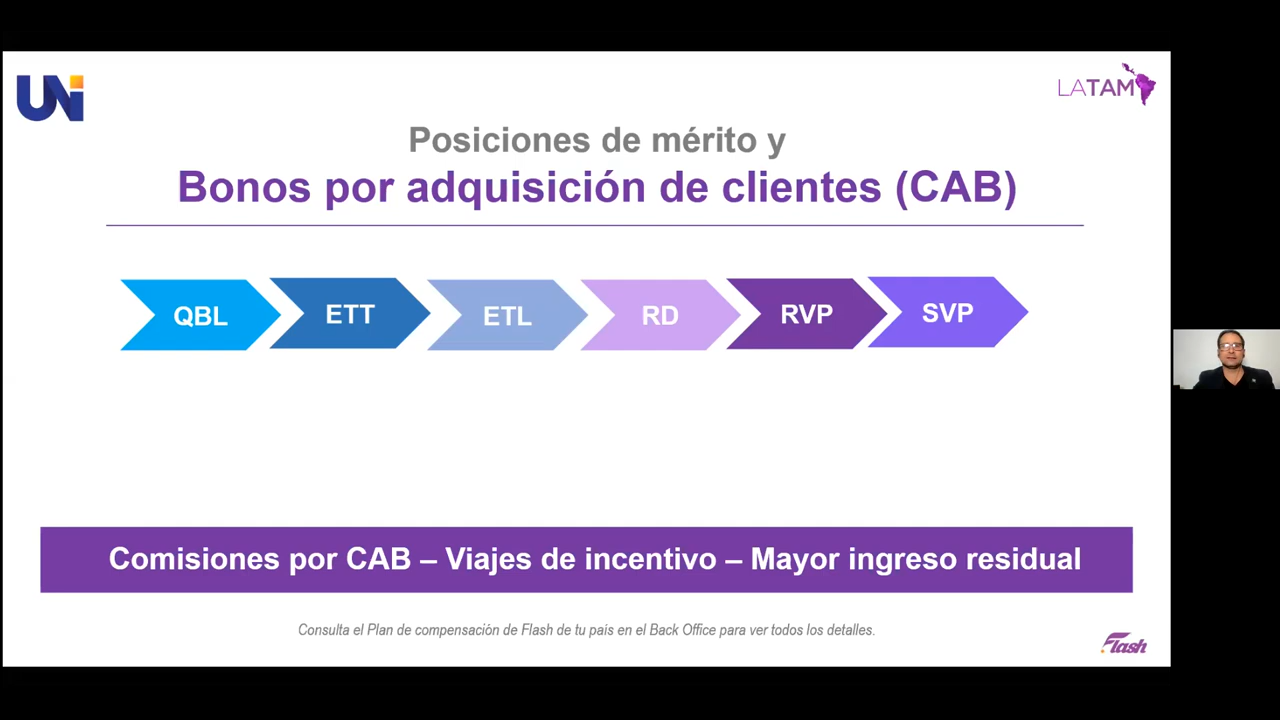 UNi
LATAM
Posiciones de mérito y
Bonos por adquisición de clientes (CAB)
QBL
ETT
ETL
RD
RVP
SVP
Comisiones por CAB – Viajes de incentivo – Mayor ingreso residual
Consulta el Plan de compensación de Flash de tu país en el Back Office para ver todos los detalles.
Flash